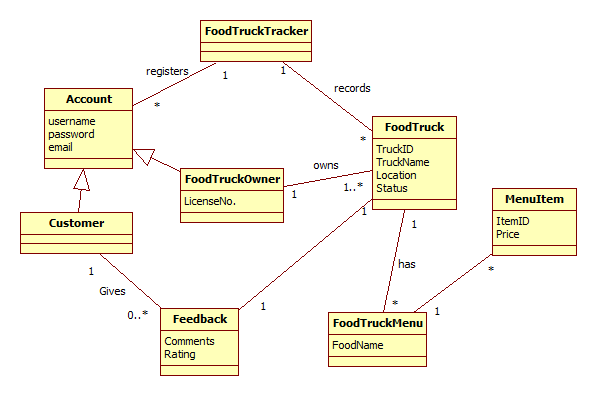 FoodTruckTracker
registers
1
1
records
*
*
Account
username
password
email
FoodTruck
TruckID
TruckName
Location
Status
FoodTruckOwner
LicenseNo.
owns
1
1..*
1
1
MenuItem
ItemID
Price
Customer
1
Gives
0..*
has
*
*
1
1
Feedback
Comments
Rating
FoodTruckMenu
FoodName